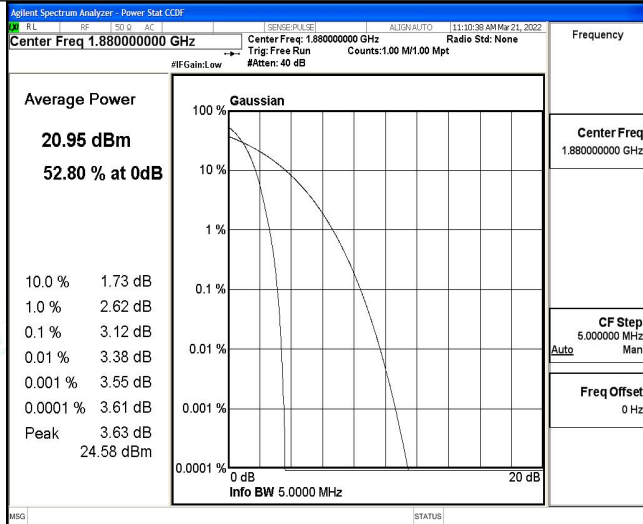 Agilent Spectrum Analyzer - Power Stat CCDF
RL RF 50 Ω AC SENSE:PULSE ALIGN AUTO 11:10:38 AM Mar 21, 2022
Center Freq 1.880000000 GHz
Center Freq: 1.880000000 GHz Radio Std: None
Trig: Free Run Counts:1.00 M/1.00 Mpt
#IFGain:Low #Atten: 40 dB
Frequency
Average Power
20.95 dBm
52.80 % at 0dB
10.0 % 1.73 dB
1.0 % 2.62 dB
0.1 % 3.12 dB
0.01 % 3.38 dB
0.001 % 3.55 dB
0.0001 % 3.61 dB
Peak 3.63 dB
24.58 dBm
Gaussian
100 %
10 %
1 %
0.1 %
0.01 %
0.001 %
0.0001 %
0 dB 20 dB
Info BW 5.0000 MHz
Center Freq
1.880000000 GHz
CF Step
5.000000 MHz
Auto Man
Freq Offset
0 Hz
MSG STATUS